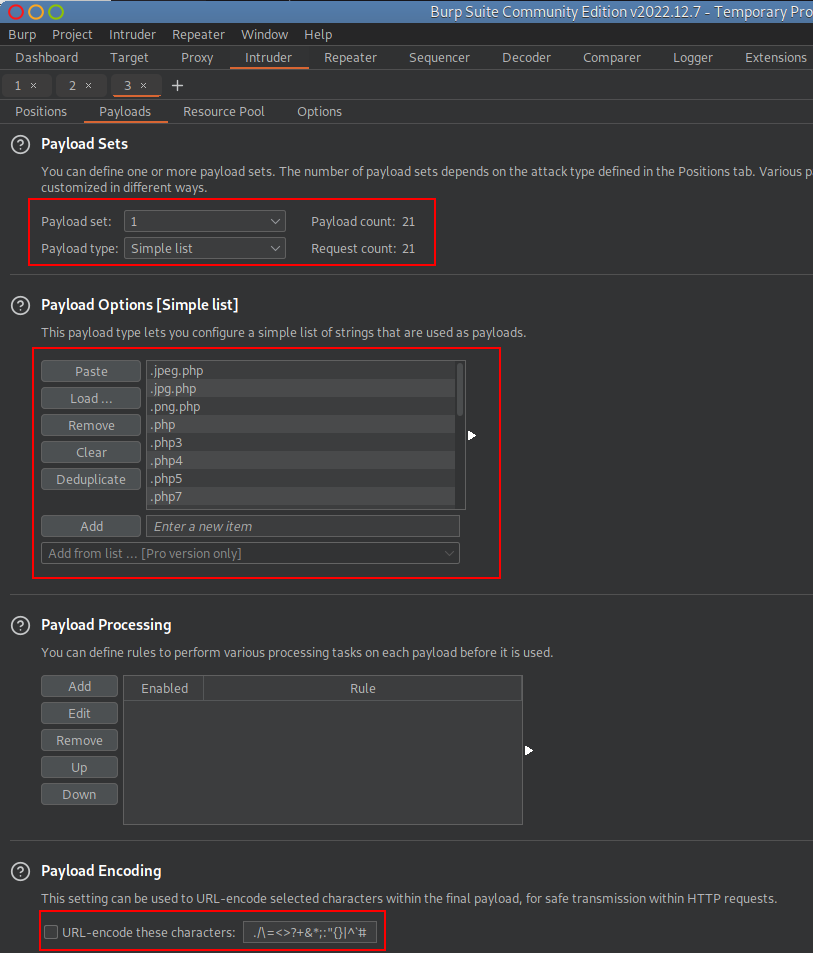 Burp Suite Community Edition v2022.12.7 - Temporary Pro
Burp Project Intruder Repeater Window Help
Dashboard Target Proxy Intruder Repeater Sequencer Decoder Comparer Logger Extensions
1 × 2 × 3 × +
Positions Payloads Resource Pool Options
? Payload Sets
You can define one or more payload sets. The number of payload sets depends on the attack type defined in the Positions tab. Various p
customized in different ways.
Payload set: 1 Payload count: 21
Payload type: Simple list Request count: 21
? Payload Options [Simple list]
This payload type lets you configure a simple list of strings that are used as payloads.
Paste
Load ...
Remove
Clear
Deduplicate
.jpeg.php
.jpg.php
.png.php
.php
.php3
.php4
.php5
.php7
Add Enter a new item
Add from list ... [Pro version only]
? Payload Processing
You can define rules to perform various processing tasks on each payload before it is used.
Add
Edit
Remove
Up
Down
Enabled Rule
? Payload Encoding
This setting can be used to URL-encode selected characters within the final payload, for safe transmission within HTTP requests.
URL-encode these characters: ./\=<>?+&*;:"{}|^`#